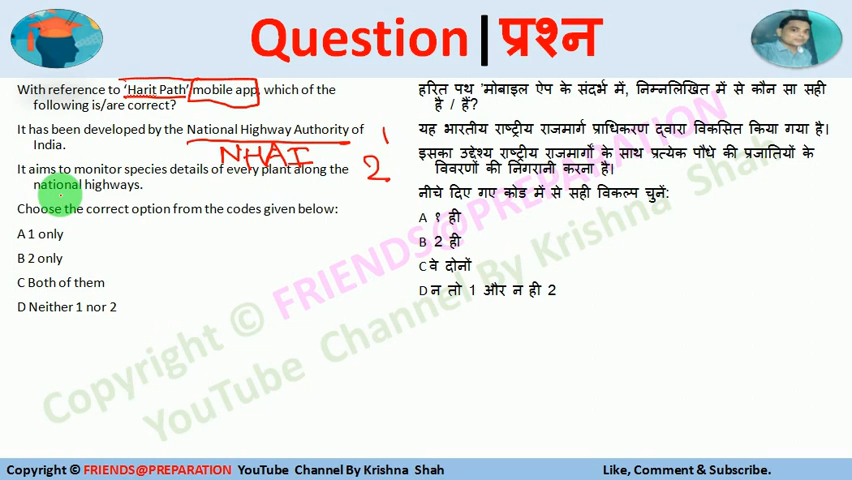 Question|प्रश्न
With reference to ‘Harit Path’ mobile app, which of the
following is/are correct?
It has been developed by the National Highway Authority of
India.
1
NHAI
It aims to monitor species details of every plant along the
national highways.
2
Choose the correct option from the codes given below:
A 1 only
B 2 only
C Both of them
D Neither 1 nor 2
हरित पथ 'मोबाइल ऐप के संदर्भ में, निम्नलिखित में से कौन सा सही
है / हैं?
यह भारतीय राष्ट्रीय राजमार्ग प्राधिकरण द्वारा विकसित किया गया है।
इसका उद्देश्य राष्ट्रीय राजमार्गों के साथ प्रत्येक पौधे की प्रजातियों के
विवरणों की निगरानी करना है।
नीचे दिए गए कोड में से सही विकल्प चुनें:
A १ ही
B 2 ही
C वे दोनों
D न तो 1 और न ही 2
Copyright © FRIENDS@PREPARATION
YouTube Channel By Krishna Shah
Copyright © FRIENDS@PREPARATION YouTube Channel By Krishna Shah
Like, Comment & Subscribe.